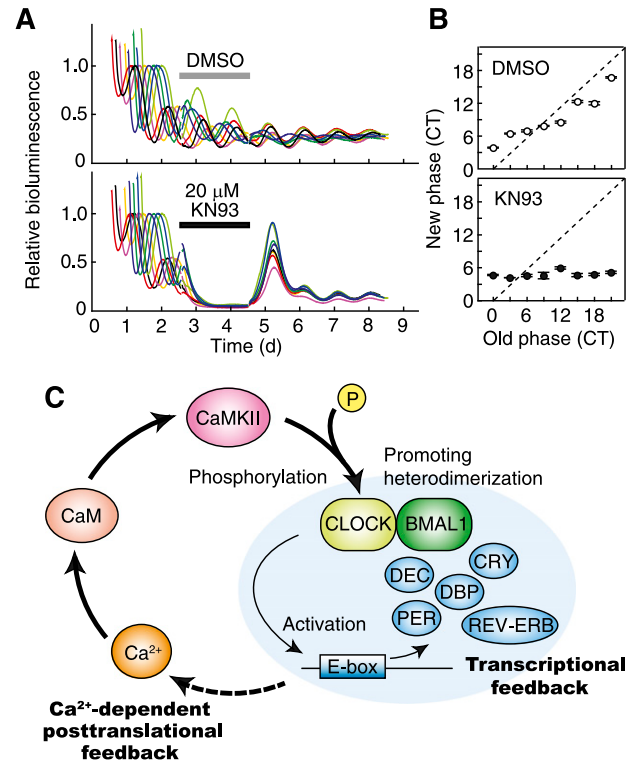 A
DMSO
1.0
0.5
0
20 μM
KN93
1.0
0.5
0
0 1 2 3 4 5 6 7 8 9
Time (d)
Relative bioluminescence
B
DMSO
18
12
6
0
KN93
18
12
6
0
0 6 12 18
Old phase (CT)
New phase (CT)
C
CaMKII
P
Phosphorylation
Promoting
heterodimerization
CaM
CLOCK
BMAL1
DEC
CRY
DBP
PER
REV-ERB
Activation
E-box
Transcriptional
feedback
Ca²⁺
Ca²⁺-dependent
posttranslational
feedback